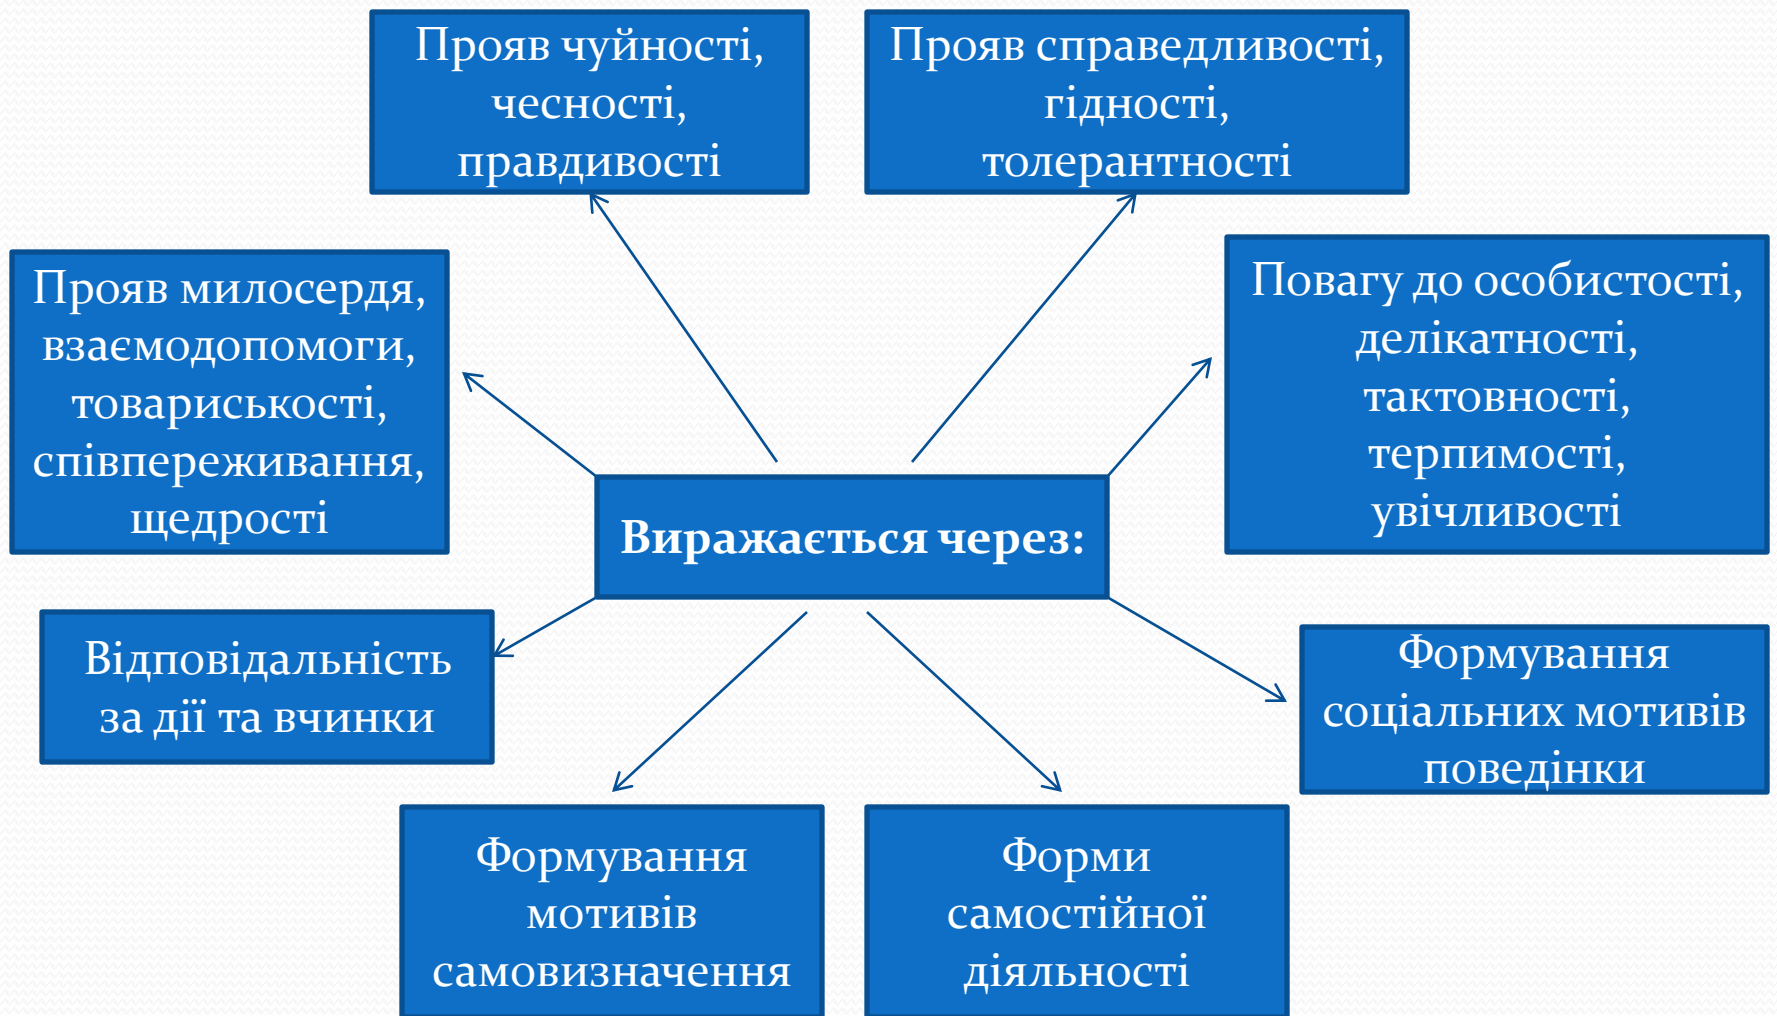 Прояв чуйності,
чесності,
правдивості
Прояв справедливості,
гідності,
толерантності
Прояв милосердя,
взаємодопомоги,
товариськості,
співпереживання,
щедрості
Повагу до особистості,
делікатності,
тактовності,
терпимості,
увічливості
Виражається через:
Відповідальність
за дії та вчинки
Формування
соціальних мотивів
поведінки
Формування
мотивів
самовизначення
Форми
самостійної
діяльності